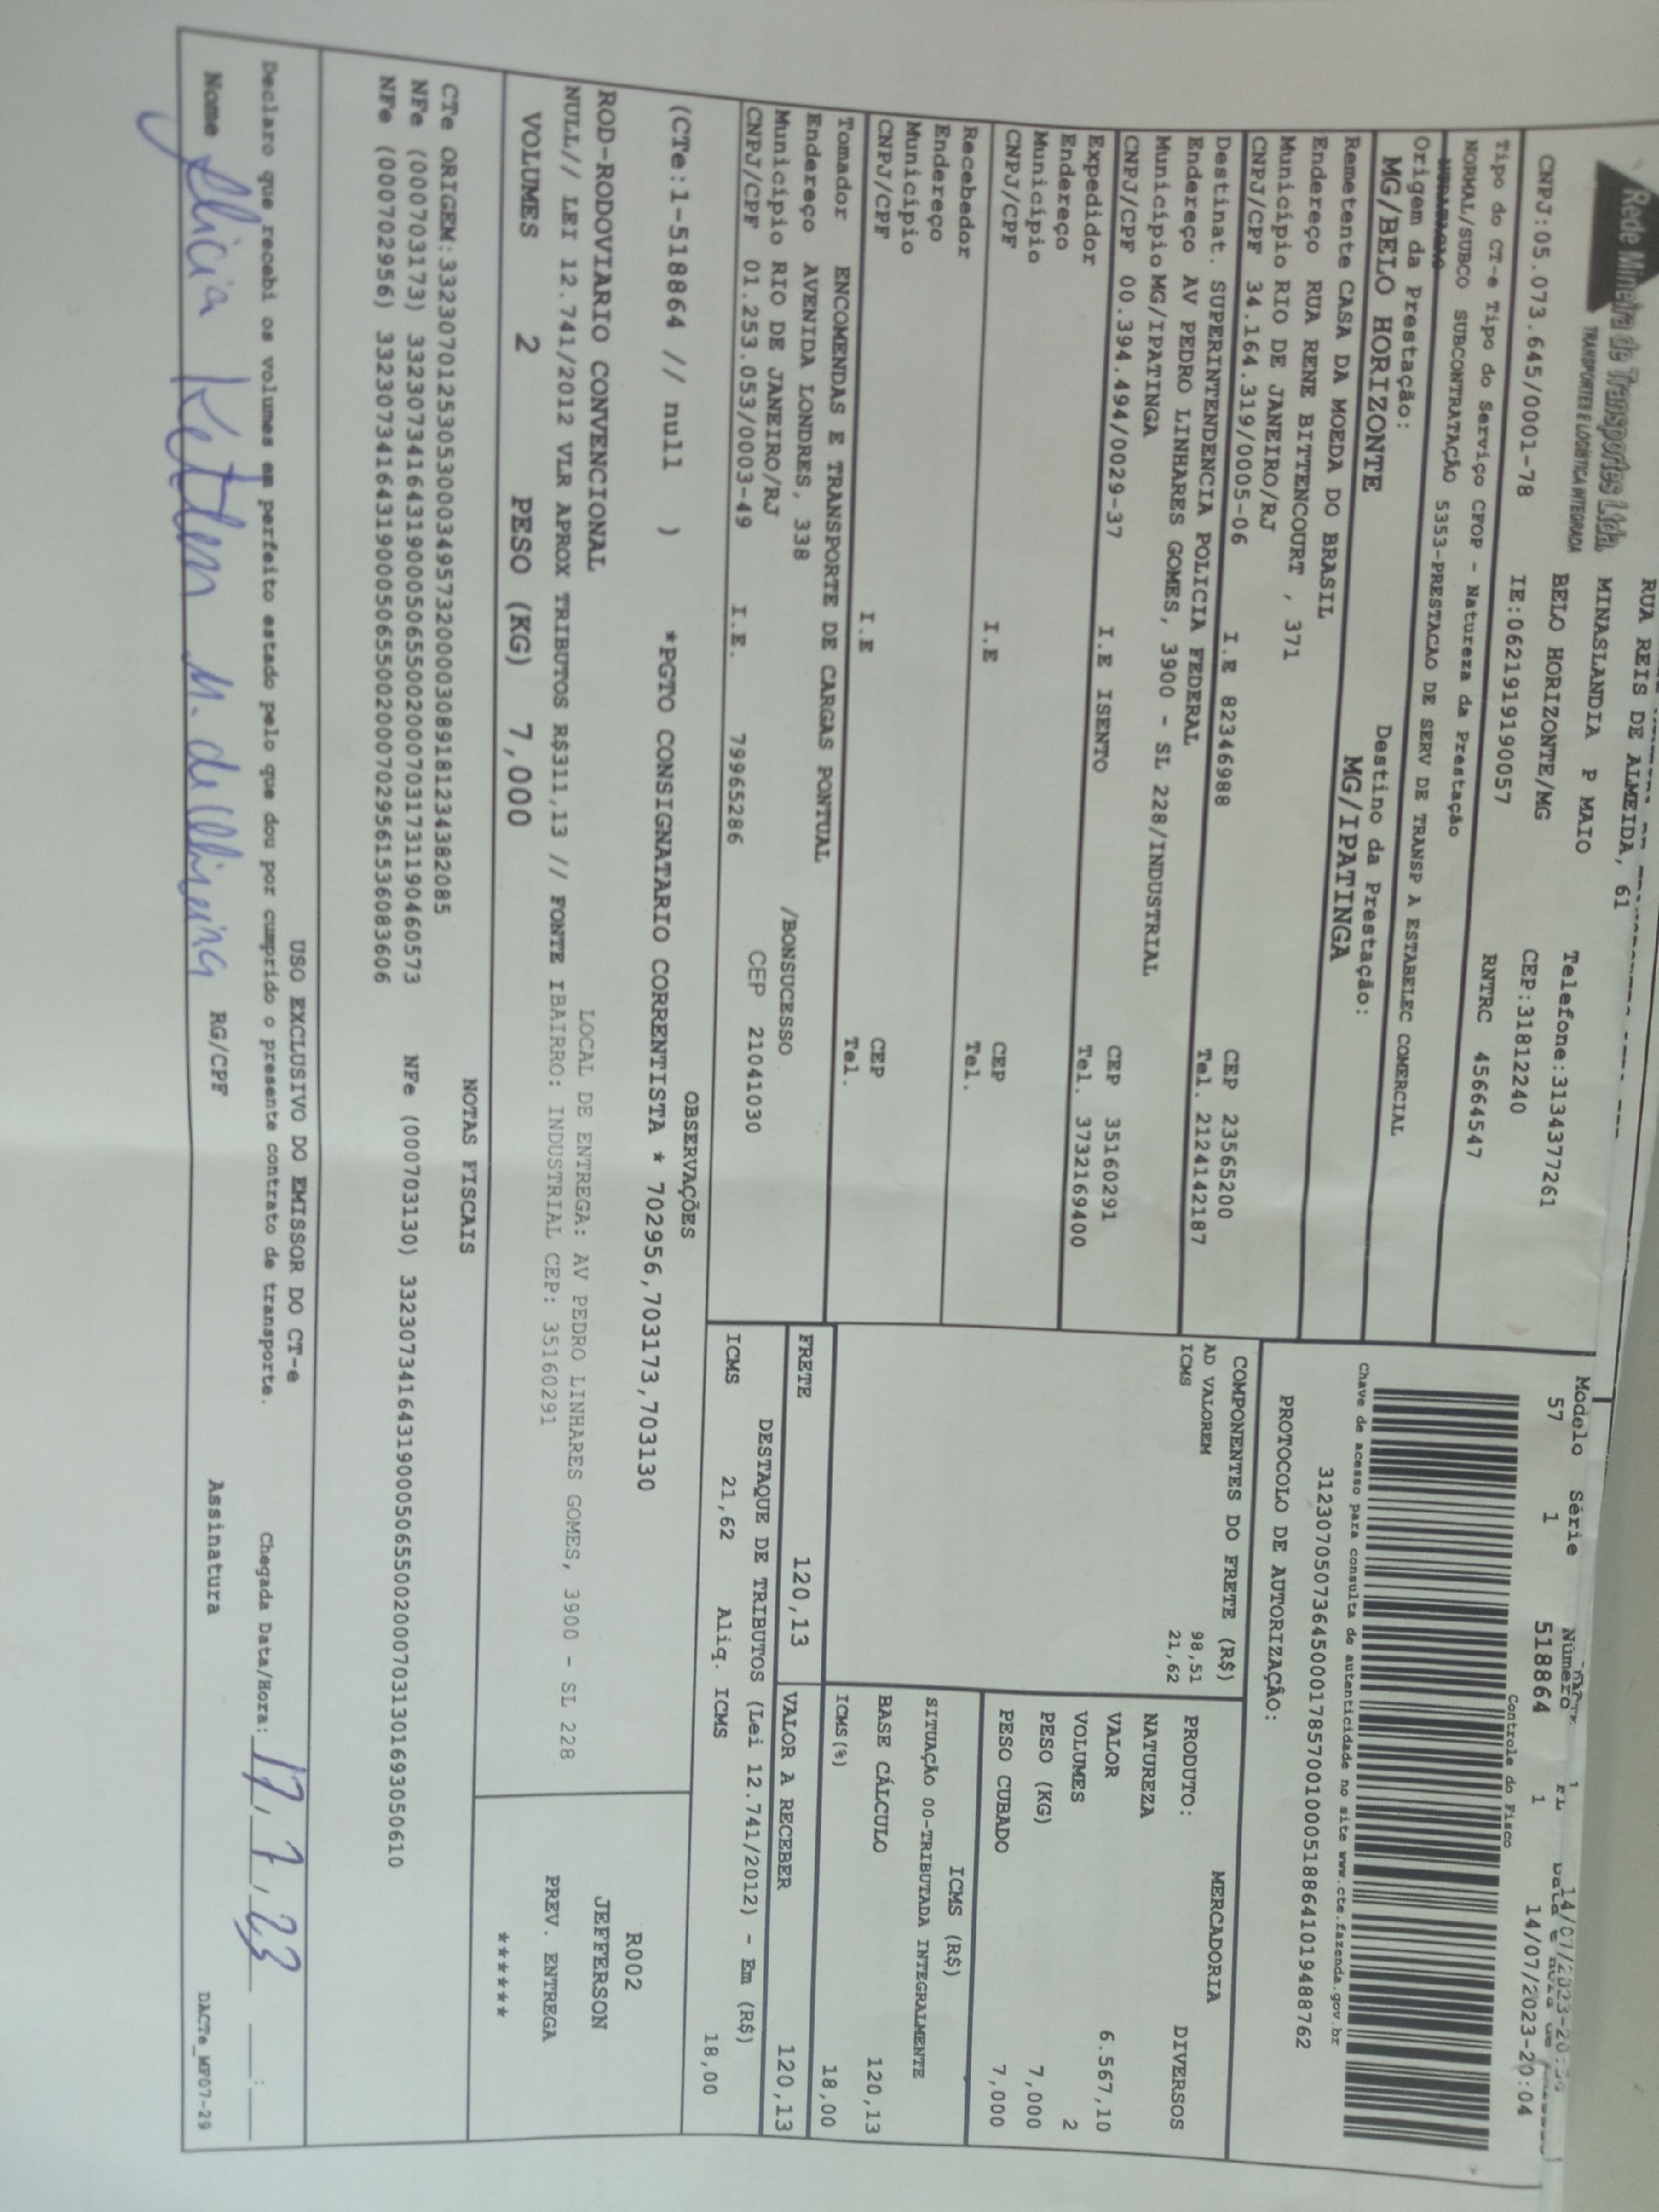 Rede Mineira de Transportes Ltda.
TRANSPORTES E LOGÍSTICA INTEGRADA
RUA REIS DE ALMEIDA, 61
MINASLANDIA P MAIO
BELO HORIZONTE/MG
Telefone:3134377261
CNPJ:05.073.645/0001-78 IE:0621919190057 CEP:31812240
RNTRC 45664547
Modelo Série Número FL
57 1 518864 1 14/07/2023-20:04
Controle do Fisco
Tipo do CT-e Tipo do Serviço CFOP - Natureza da Prestação
NORMAL/SUBCO SUBCONTRATAÇÃO 5353-PRESTACAO DE SERV DE TRANSP A ESTABELEC COMERCIAL
Chave de acesso para consulta de autenticidade no site www.cte.fazenda.gov.br
31230705073645000178570010005188641019488762
PROTOCOLO DE AUTORIZAÇÃO:
Origem da Prestação: Destino da Prestação:
MG/BELO HORIZONTE MG/IPATINGA
Remetente CASA DA MOEDA DO BRASIL
Endereço RUA RENE BITTENCOURT , 371
Município RIO DE JANEIRO/RJ CEP 23565200
CNPJ/CPF 34.164.319/0005-06 I.E 82346988 Tel. 2124142187
Destinat. SUPERINTENDENCIA POLICIA FEDERAL
Endereço AV PEDRO LINHARES GOMES, 3900 - SL 228/INDUSTRIAL
Município MG/IPATINGA CEP 35160291
CNPJ/CPF 00.394.494/0029-37 I.E ISENTO Tel. 3732169400
Expedidor
Endereço
Município CEP
CNPJ/CPF I.E Tel.
Recebedor
Endereço
Município CEP
CNPJ/CPF I.E Tel.
Tomador ENCOMENDAS E TRANSPORTE DE CARGAS PONTUAL
Endereço AVENIDA LONDRES, 338 /BONSUCESSO
Município RIO DE JANEIRO/RJ CEP 21041030
CNPJ/CPF 01.253.053/0003-49 I.E. 79965286
COMPONENTES DO FRETE (R$)
AD VALOREM 98,51
ICMS 21,62
MERCADORIA
PRODUTO: DIVERSOS
NATUREZA
VALOR 6.567,10
VOLUMES 2
PESO (KG) 7,000
PESO CUBADO 7,000
ICMS (R$)
SITUAÇÃO 00-TRIBUTADA INTEGRALMENTE
BASE CÁLCULO 120,13
ICMS(%) 18,00
FRETE 120,13 VALOR A RECEBER 120,13
DESTAQUE DE TRIBUTOS (Lei 12.741/2012) - Em (R$)
ICMS 21,62 Aliq. ICMS 18,00
OBSERVAÇÕES
(CTe:1-518864 // null ) *PGTO CONSIGNATARIO CORRENTISTA * 702956,703173,703130
ROD-RODOVIARIO CONVENCIONAL LOCAL DE ENTREGA: AV PEDRO LINHARES GOMES, 3900 - SL 228
NULL// LEI 12.741/2012 VLR APROX TRIBUTOS R$311,13 // FONTE IBAIRRO: INDUSTRIAL CEP: 35160291
R002
JEFFERSON
PREV. ENTREGA
******
VOLUMES 2 PESO (KG) 7,000
NOTAS FISCAIS
CTe ORIGEM:33230701253053000349573200003089181234382085
NFe (000703173) 33230734164319000506550020007031731190460573 NFe (000703130) 33230734164319000506550020007031301693050610
NFe (000702956) 33230734164319000506550020007029561536083606
USO EXCLUSIVO DO EMISSOR DO CT-e
Declaro que recebi os volumes em perfeito estado pelo que dou por cumprido o presente contrato de transporte. Chegada Data/Hora: 17, 7, 23 __:__
Nome RG/CPF Assinatura
DACTe_MF07-29